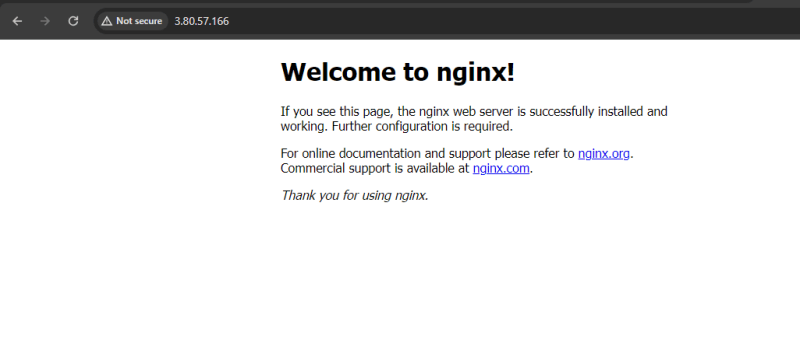 Not secure 3.80.57.166
Welcome to nginx!
If you see this page, the nginx web server is successfully installed and
working. Further configuration is required.
For online documentation and support please refer to nginx.org.
Commercial support is available at nginx.com.
Thank you for using nginx.